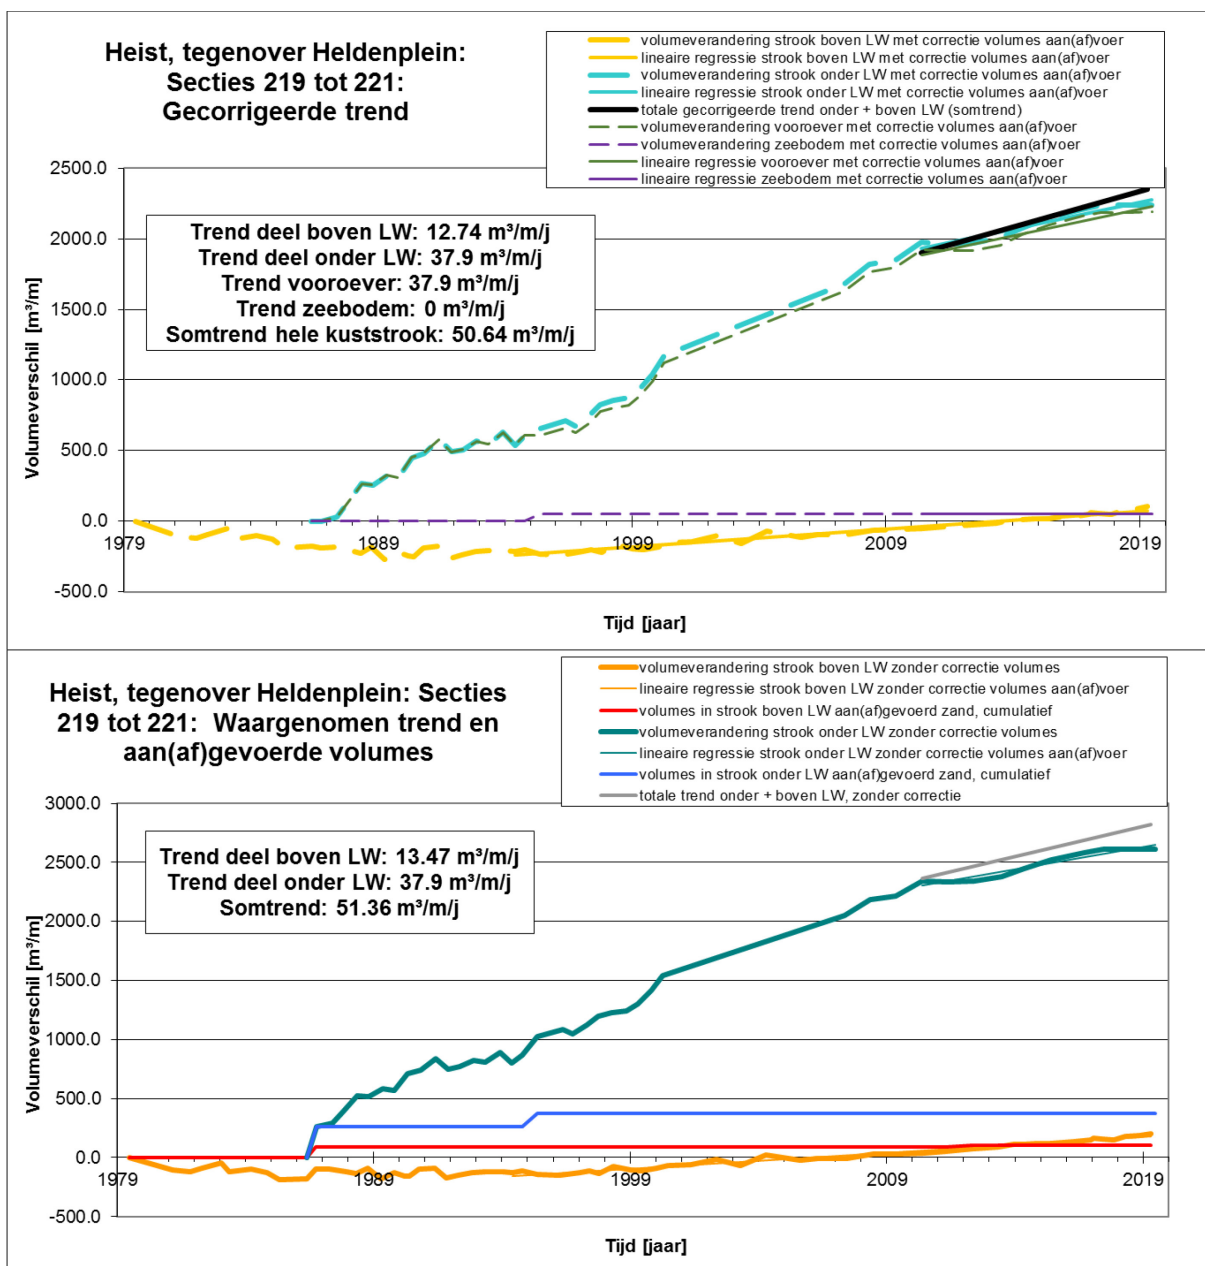 Heist, tegenover Heldenplein:
Secties 219 tot 221:
Gecorrigeerde trend
volumeverandering strook boven LW met correctie volumes aan(af)voer
lineaire regressie strook boven LW met correctie volumes aan(af)voer
volumeverandering strook onder LW met correctie volumes aan(af)voer
lineaire regressie strook onder LW met correctie volumes aan(af)voer
totale gecorrigeerde trend onder + boven LW (somtrend)
volumeverandering vooroever met correctie volumes aan(af)voer
volumeverandering zeebodem met correctie volumes aan(af)voer
lineaire regressie vooroever met correctie volumes aan(af)voer
lineaire regressie zeebodem met correctie volumes aan(af)voer
Trend deel boven LW: 12.74 m³/m/j
Trend deel onder LW: 37.9 m³/m/j
Trend vooroever: 37.9 m³/m/j
Trend zeebodem: 0 m³/m/j
Somtrend hele kuststrook: 50.64 m³/m/j
Volumeverschil [m³/m]
2500.0
2000.0
1500.0
1000.0
500.0
0.0
-500.0
1979
1989
1999
2009
2019
Tijd [jaar]
Heist, tegenover Heldenplein: Secties
219 tot 221: Waargenomen trend en
aan(af)gevoerde volumes
volumeverandering strook boven LW zonder correctie volumes
lineaire regressie strook boven LW zonder correctie volumes aan(af)voer
volumes in strook boven LW aan(af)gevoerd zand, cumulatief
volumeverandering strook onder LW zonder correctie volumes
lineaire regressie strook onder LW zonder correctie volumes aan(af)voer
volumes in strook onder LW aan(af)gevoerd zand, cumulatief
totale trend onder + boven LW, zonder correctie
Trend deel boven LW: 13.47 m³/m/j
Trend deel onder LW: 37.9 m³/m/j
Somtrend: 51.36 m³/m/j
Volumeverschil [m³/m]
3000.0
2500.0
2000.0
1500.0
1000.0
500.0
0.0
-500.0
1979
1989
1999
2009
2019
Tijd [jaar]